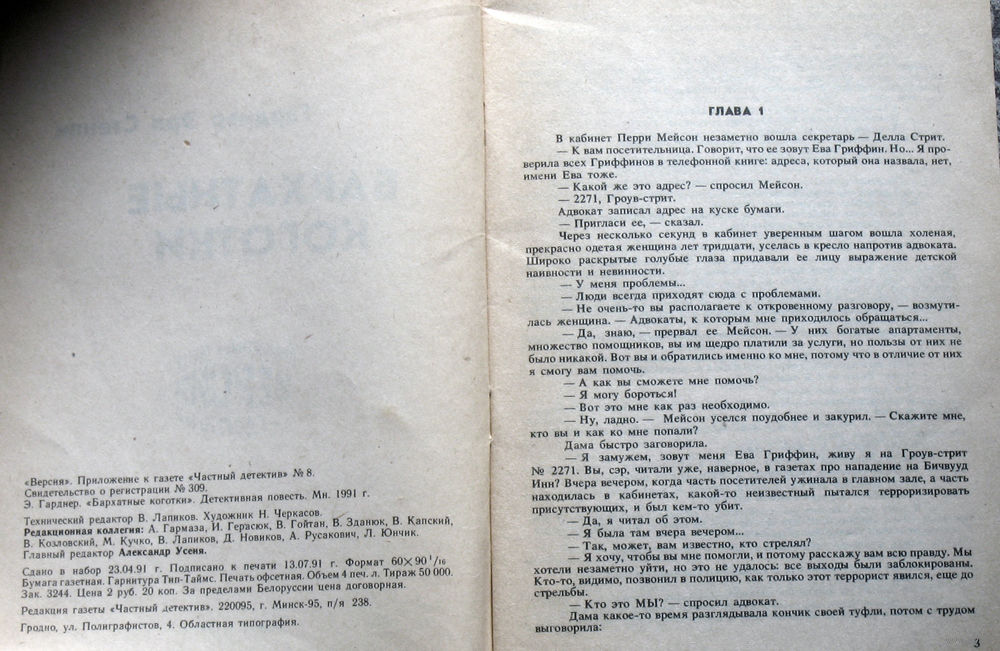 «Версия». Приложение к газете «Частный детектив» № 8.
Свидетельство о регистрации № 309.
Э. Гарднер. «Бархатные коготки». Детективная повесть. Мн. 1991 г.
Технический редактор В. Лапиков. Художник Н. Черкасов.
Редакционная коллегия: А. Гармаза, И. Герасюк, В. Гойтан, В. Зданюк, В. Капский,
В. Козловский, М. Кучко, В. Лапиков, Д. Новиков, А. Русакович, Л. Юнчик.
Главный редактор Александр Усеня.
Сдано в набор 23.04.91 г. Подписано к печати 13.07.91 г. Формат 60×90 1/16
Бумага газетная. Гарнитура Тип-Таймс. Печать офсетная. Объем 4 печ. л. Тираж 50 000.
Зак. 3244. Цена 2 руб. 20 коп. За пределами Белоруссии цена договорная.
Редакция газеты «Частный детектив». 220095, г. Минск-95, п/я 238.
Гродно, ул. Полиграфистов, 4. Областная типография.
ГЛАВА 1
В кабинет Перри Мейсон незаметно вошла секретарь — Делла Стрит.
— К вам посетительница. Говорит, что ее зовут Ева Гриффин. Но... Я про-
верила всех Гриффинов в телефонной книге: адреса, который она назвала, нет,
имени Ева тоже.
— Какой же это адрес? — спросил Мейсон.
— 2271, Гроув-стрит.
Адвокат записал адрес на куске бумаги.
— Пригласи ее, — сказал.
Через несколько секунд в кабинет уверенным шагом вошла холеная,
прекрасно одетая женщина лет тридцати, уселась в кресло напротив адвоката.
Широко раскрытые голубые глаза придавали ее лицу выражение детской
наивности и невинности.
— У меня проблемы...
— Люди всегда приходят сюда с проблемами.
— Не очень-то вы располагаете к откровенному разговору, — возмути-
лась женщина. — Адвокаты, к которым мне приходилось обращаться...
— Да, знаю, — прервал ее Мейсон. — У них богатые апартаменты,
множество помощников, вы им щедро платили за услуги, но пользы от них не
было никакой. Вот вы и обратились именно ко мне, потому что в отличие от них
я смогу вам помочь.
— А как вы сможете мне помочь?
— Я могу бороться!
— Вот это мне как раз необходимо.
— Ну, ладно. — Мейсон уселся поудобнее и закурил. — Скажите мне,
кто вы и как ко мне попали?
Дама быстро заговорила.
— Я замужем, зовут меня Ева Гриффин, живу я на Гроув-стрит
№ 2271. Вы, сэр, читали уже, наверное, в газетах про нападение на Бичвууд
Инн? Вчера вечером, когда часть посетителей ужинала в главном зале, а часть
находилась в кабинетах, какой-то неизвестный пытался терроризировать
присутствующих, и был кем-то убит.
— Да, я читал об этом.
— Я была там вчера вечером...
— Так, может, вам известно, кто стрелял?
— Я хочу, чтобы вы мне помогли, и потому расскажу вам всю правду. Мы
хотели незаметно уйти, но это не удалось: все выходы были заблокированы.
Кто-то, видимо, позвонил в полицию, как только этот террорист явился, еще до
стрельбы.
— Кто это МЫ? — спросил адвокат.
Дама какое-то время разглядывала кончик своей туфли, потом с трудом
выговорила:
3